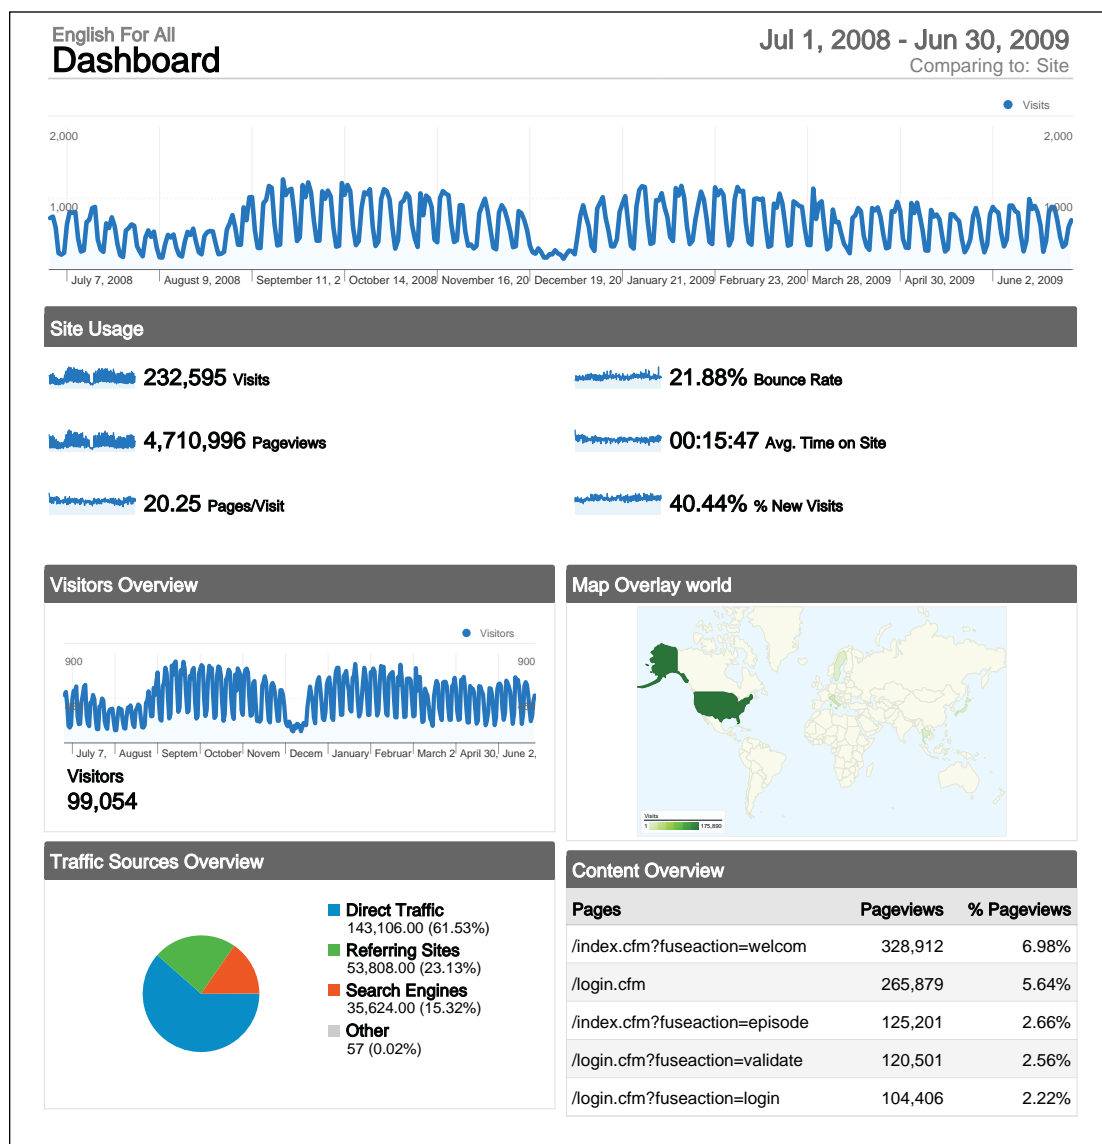 English For All
Dashboard
Jul 1, 2008 - Jun 30, 2009
Comparing to: Site
Visits
2,000 2,000
1,000 1,000
July 7, 2008 August 9, 2008 September 11, 2 October 14, 2008 November 16, 20 December 19, 20 January 21, 2009 February 23, 200 March 28, 2009 April 30, 2009 June 2, 2009
Site Usage
232,595 Visits
21.88% Bounce Rate
4,710,996 Pageviews
00:15:47 Avg. Time on Site
20.25 Pages/Visit
40.44% % New Visits
Visitors Overview
Visitors
900 900
July 7, August Septem October Novem Decem January Februar March 2 April 30, June 2,
Visitors
99,054
Map Overlay world
Visits
1 175,890
Traffic Sources Overview
Direct Traffic
143,106.00 (61.53%)
Referring Sites
53,808.00 (23.13%)
Search Engines
35,624.00 (15.32%)
Other
57 (0.02%)
Content Overview
Pages Pageviews % Pageviews
/index.cfm?fuseaction=welcom 328,912 6.98%
/login.cfm 265,879 5.64%
/index.cfm?fuseaction=episode 125,201 2.66%
/login.cfm?fuseaction=validate 120,501 2.56%
/login.cfm?fuseaction=login 104,406 2.22%